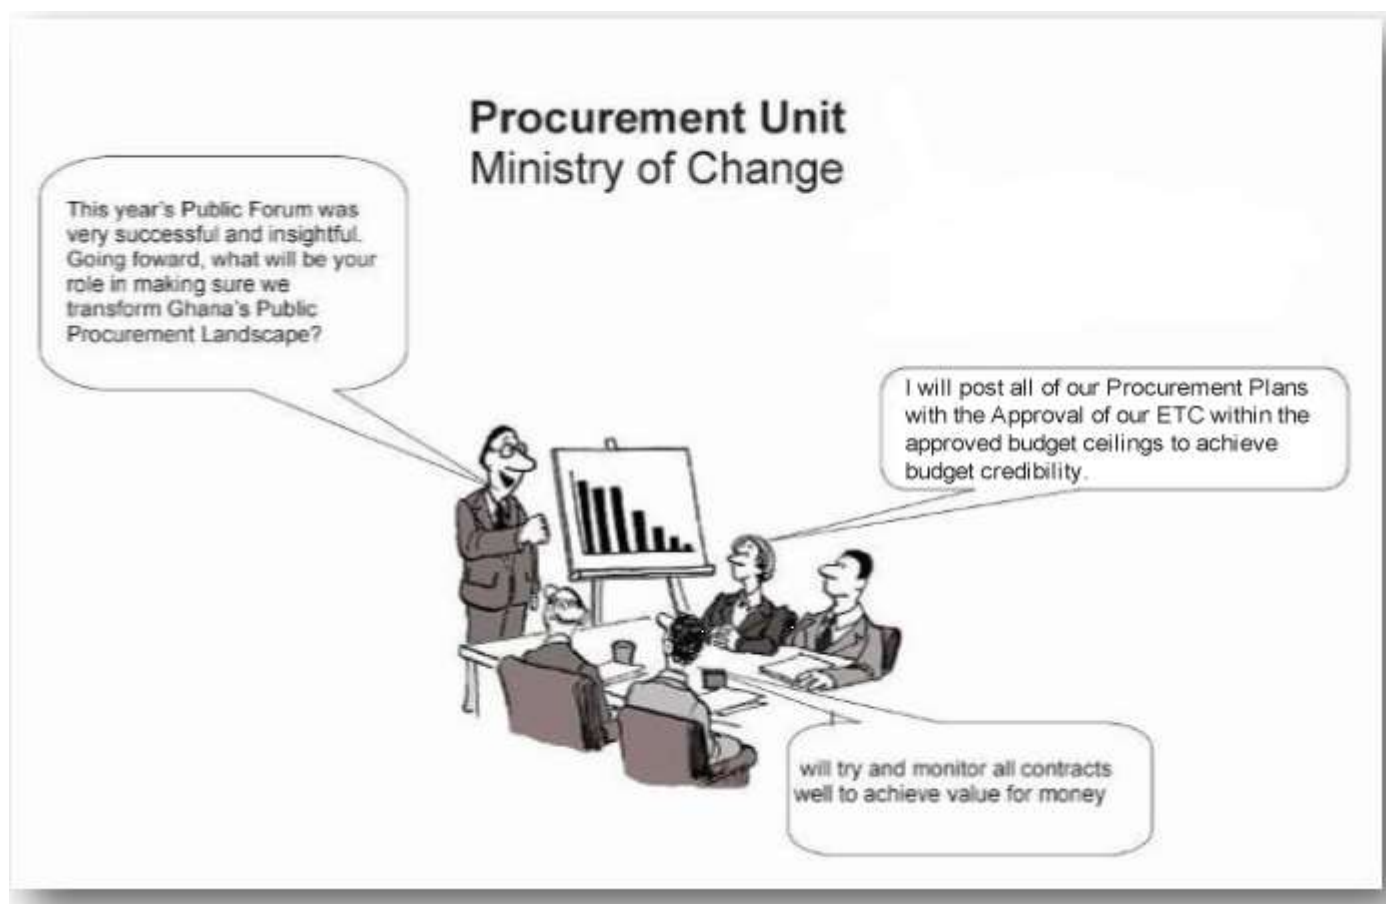 Procurement Unit
Ministry of Change
This year's Public Forum was
very successful and insightful.
Going foward, what will be your
role in making sure we
transform Ghana's Public
Procurement Landscape?
I will post all of our Procurement Plans
with the Approval of our ETC within the
approved budget ceilings to achieve
budget credibility.
will try and monitor all contracts
well to achieve value for money